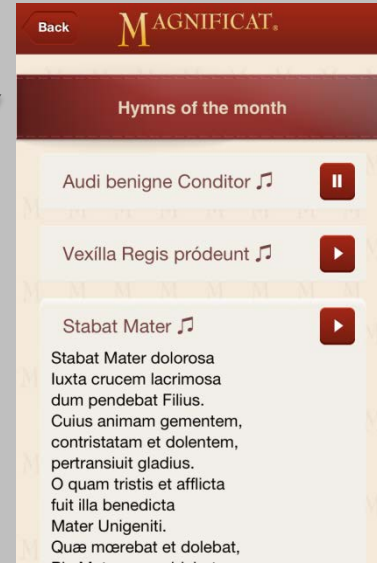 Back
MAGNIFICAT®
Hymns of the month
Audi benigne Conditor
Vexílla Regis pródeunt
Stabat Mater
Stabat Mater dolorosa
Iuxta crucem lacrimosa
dum pendebat Filius.
Cuius animam gementem,
contristatam et dolentem,
pertransiuit gladius.
O quam tristis et afflicta
fuit illa benedicta
Mater Unigeniti.
Quæ mœrebat et dolebat,